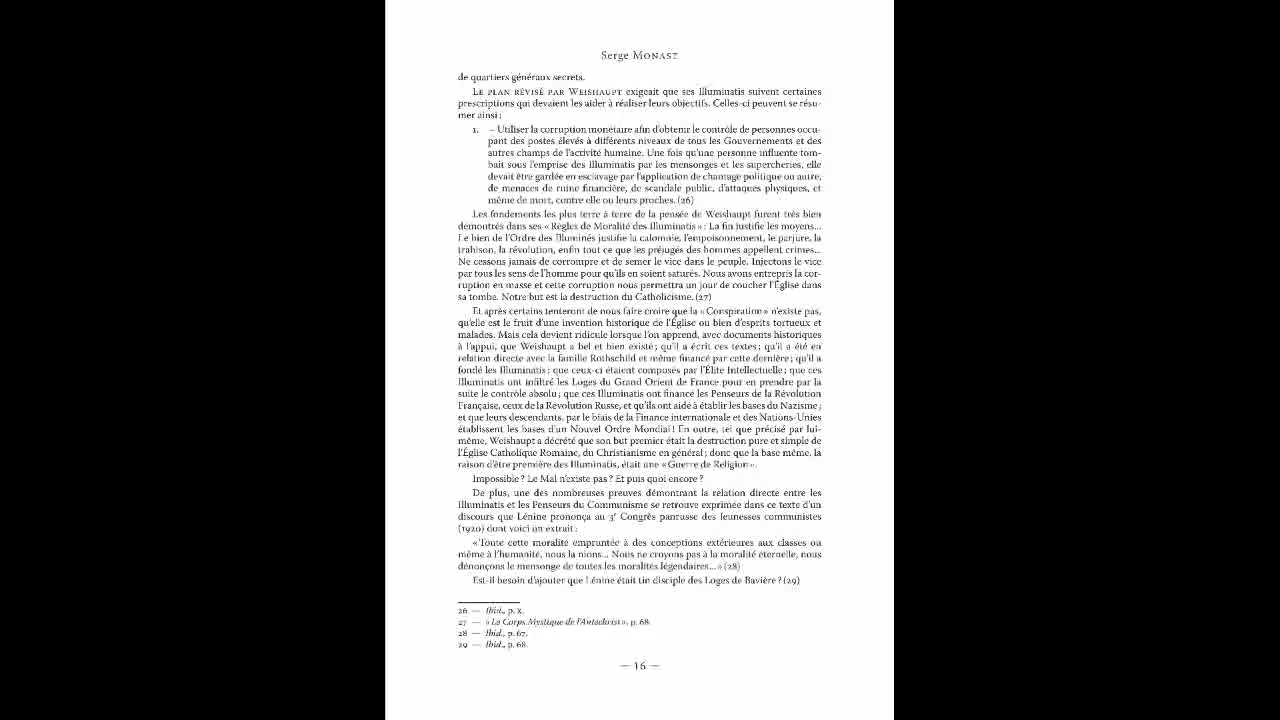 Serge Monast
de quartiers généraux secrets.
Le plan révisé par Weishaupt exigeait que ses Illuminatis suivent certaines
prescriptions qui devaient les aider à réaliser leurs objectifs. Celles-ci peuvent se résu-
mer ainsi :
1. – Utiliser la corruption monétaire afin d'obtenir le contrôle de personnes occu-
pant des postes élevés à différents niveaux de tous les Gouvernements et des
autres champs de l'activité humaine. Une fois qu'une personne influente tom-
bait sous l'emprise des Illuminatis par les mensonges et les supercheries, elle
devait être gardée en esclavage par l'application de chantage politique ou autre,
de menaces de ruine financière, de scandale public, d'attaques physiques, et
même de mort, contre elle ou leurs proches. (26)
Les fondements les plus terre à terre de la pensée de Weishaupt furent très bien
démontrés dans ses « Règles de Moralité des Illuminatis » : La fin justifie les moyens...
Le bien de l'Ordre des Illuminés justifie la calomnie, l'empoisonnement, le parjure, la
trahison, la révolution, enfin tout ce que les préjugés des hommes appellent crimes...
Ne cessons jamais de corrompre et de semer le vice dans le peuple. Injectons le vice
par tous les sens de l'homme pour qu'ils en soient saturés. Nous avons entrepris la cor-
ruption en masse et cette corruption nous permettra un jour de coucher l'Église dans
sa tombe. Notre but est la destruction du Catholicisme. (27)
Et après certains tenteront de nous faire croire que la « Conspiration » n'existe pas,
qu'elle est le fruit d'une invention historique de l'Église ou bien d'esprits tortueux et
malades. Mais cela devient ridicule lorsque l'on apprend, avec documents historiques
à l'appui, que Weishaupt a bel et bien existé ; qu'il a écrit ces textes ; qu'il a été en
relation directe avec la famille Rothschild et même financé par cette dernière ; qu'il a
fondé les Illuminatis ; que ceux-ci étaient composés par l'Élite Intellectuelle ; que ces
Illuminatis ont infiltré les Loges du Grand Orient de France pour en prendre par la
suite le contrôle absolu ; que ces Illuminatis ont financé les Penseurs de la Révolution
Française, ceux de la Révolution Russe, et qu'ils ont aidé à établir les bases du Nazisme ;
et que leurs descendants, par le biais de la Finance internationale et des Nations-Unies
établissent les bases d'un Nouvel Ordre Mondial ! En outre, tel que précisé par lui-
même, Weishaupt a décrété que son but premier était la destruction pure et simple de
l'Église Catholique Romaine, du Christianisme en général ; donc que la base même, la
raison d'être première des Illuminatis, était une « Guerre de Religion ».
Impossible ? Le Mal n'existe pas ? Et puis quoi encore ?
De plus, une des nombreuses preuves démontrant la relation directe entre les
Illuminatis et les Penseurs du Communisme se retrouve exprimée dans ce texte d'un
discours que Lénine prononça au 3e Congrès panrusse des Jeunesses communistes
(1920) dont voici un extrait :
« Toute cette moralité empruntée à des conceptions extérieures aux classes ou
même à l'humanité, nous la nions... Nous ne croyons pas à la moralité éternelle, nous
dénonçons le mensonge de toutes les moralités légendaires... » (28)
Est-il besoin d'ajouter que Lénine était tin disciple des Loges de Bavière ? (29)
26 — Ibid., p. x.
27 — « Le Corps Mystique de l'Antéchrist », p. 68.
28 — Ibid., p. 67.
29 — Ibid., p. 68.
— 16 —